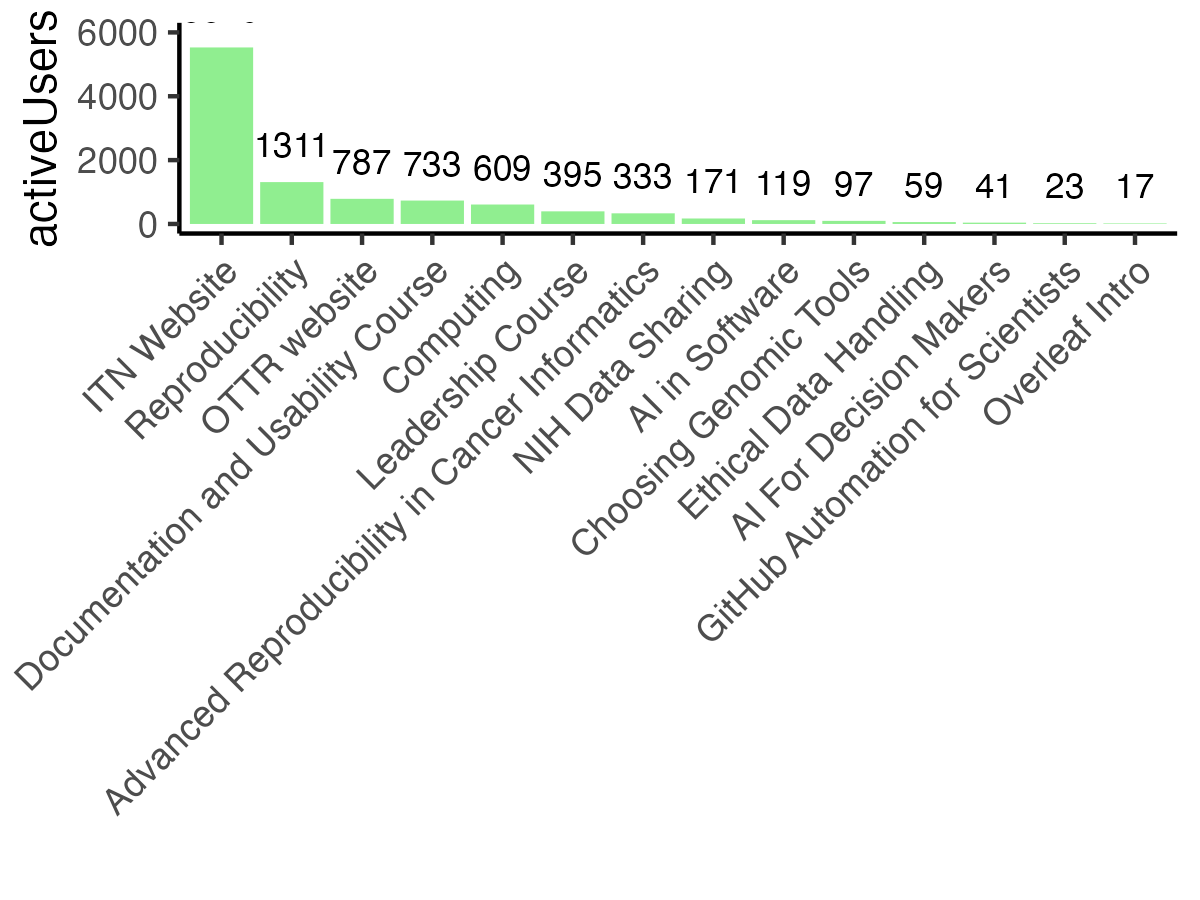 activeUsers
6000
4000
2000
0
1311 787 733 609 395 333 171 119 97 59 41 23 17
ITN Website
Reproducibility
OTTR website
Documentation and Usability Course
Computing
Leadership Course
Advanced Reproducibility in Cancer Informatics
NIH Data Sharing
AI in Software
Choosing Genomic Tools
Ethical Data Handling
AI For Decision Makers
GitHub Automation for Scientists
Overleaf Intro